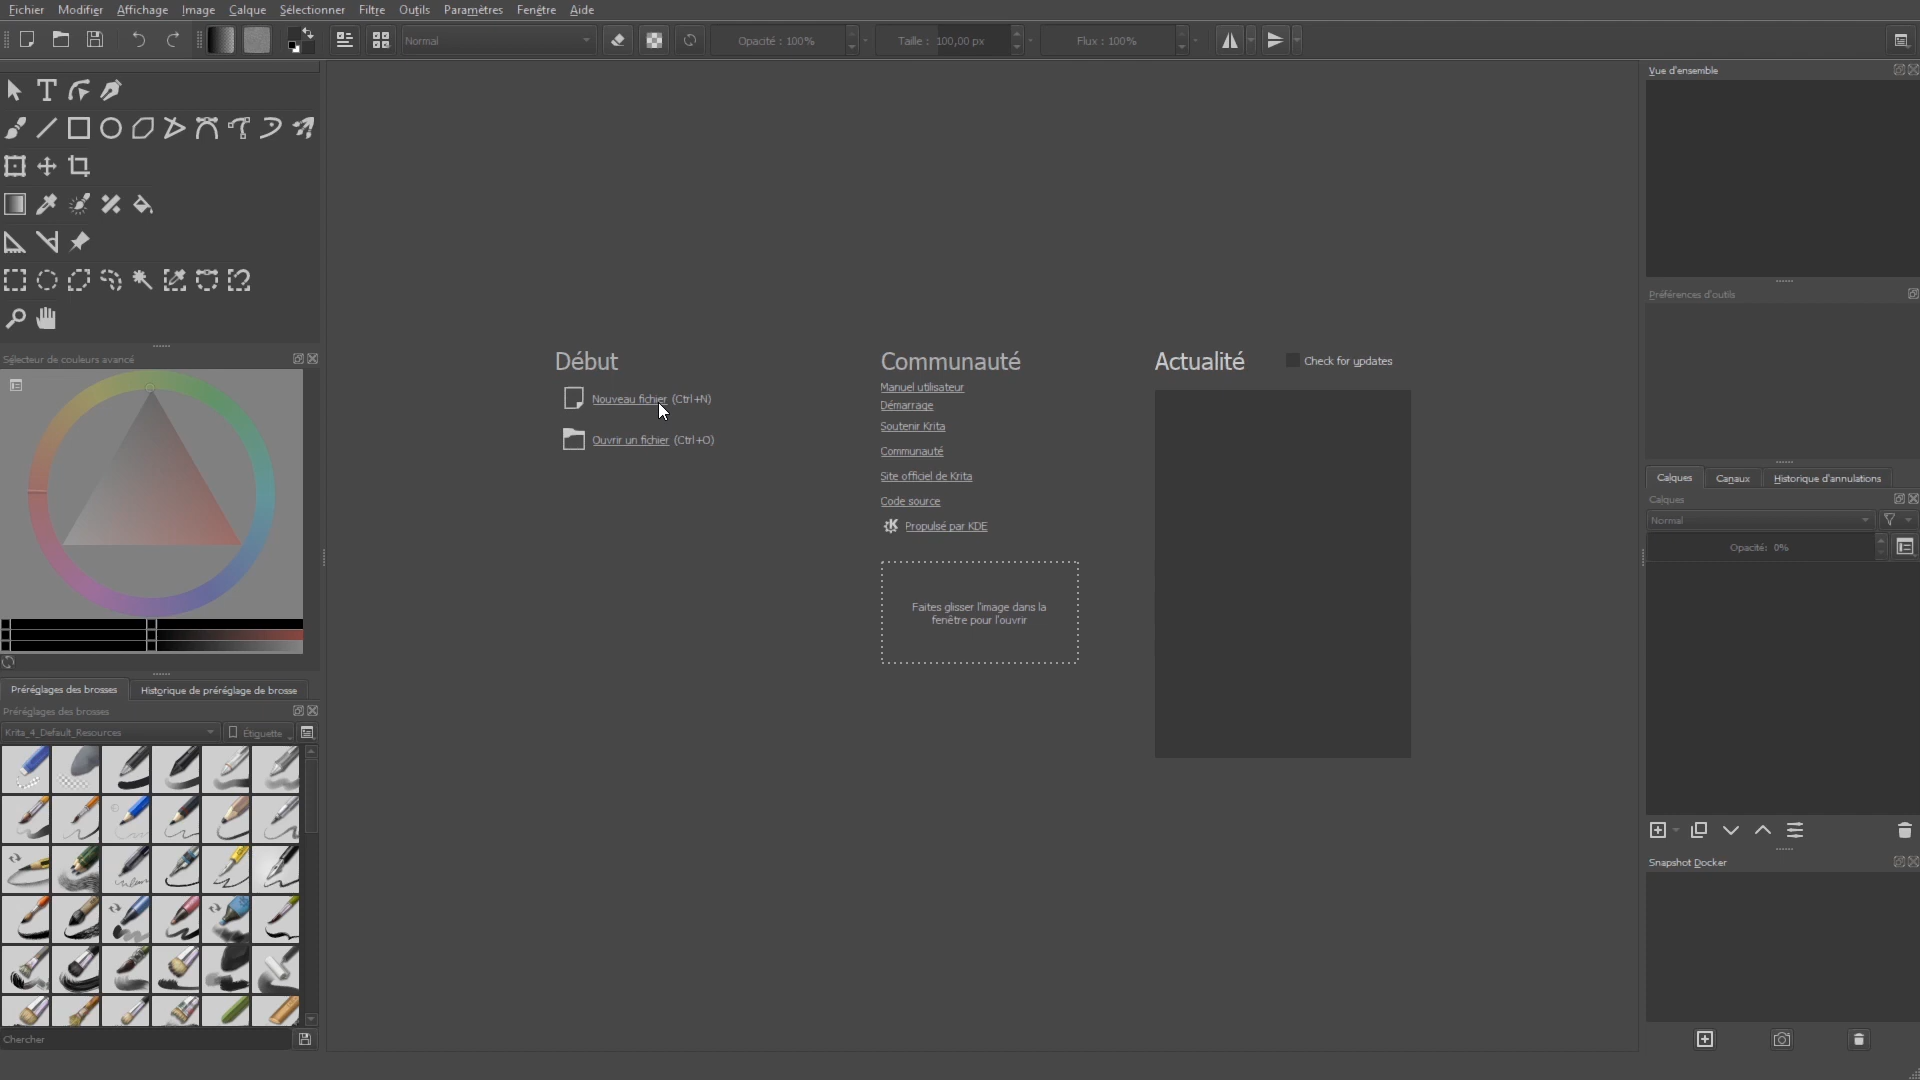 Fichier Modifier Affichage Image Calque Sélectionner Filtre Outils Paramètres Fenêtre Aide
Normal
Opacité : 100%
Taille : 100,00 px
Flux : 100%
Vue d'ensemble
Préférences d'outils
Sélecteur de couleurs avancé
Début
Nouveau fichier (Ctrl+N)
Ouvrir un fichier (Ctrl+O)
Communauté
Manuel utilisateur
Démarrage
Soutenir Krita
Communauté
Site officiel de Krita
Code source
Propulsé par KDE
Faites glisser l'image dans la
fenêtre pour l'ouvrir
Actualité
Check for updates
Calques Canaux Historique d'annulations
Calques
Normal
Opacité: 0%
Préréglages des brosses Historique de préréglage de brosse
Préréglages des brosses
Krita_4_Default_Resources
Étiquette
Chercher
Snapshot Docker